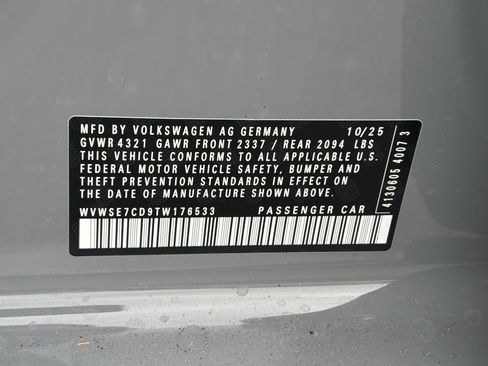 MFD BY VOLKSWAGEN AG GERMANY 10/25
GVWR 4321 GAWR FRONT 2337 / REAR 2094 LBS
THIS VEHICLE CONFORMS TO ALL APPLICABLE U.S.
FEDERAL MOTOR VEHICLE SAFETY, BUMPER AND
THEFT PREVENTION STANDARDS IN EFFECT ON
THE DATE OF MANUFACTURE SHOWN ABOVE.
WVWSE7CD9TW176533 PASSENGER CAR
4130605 4007 3